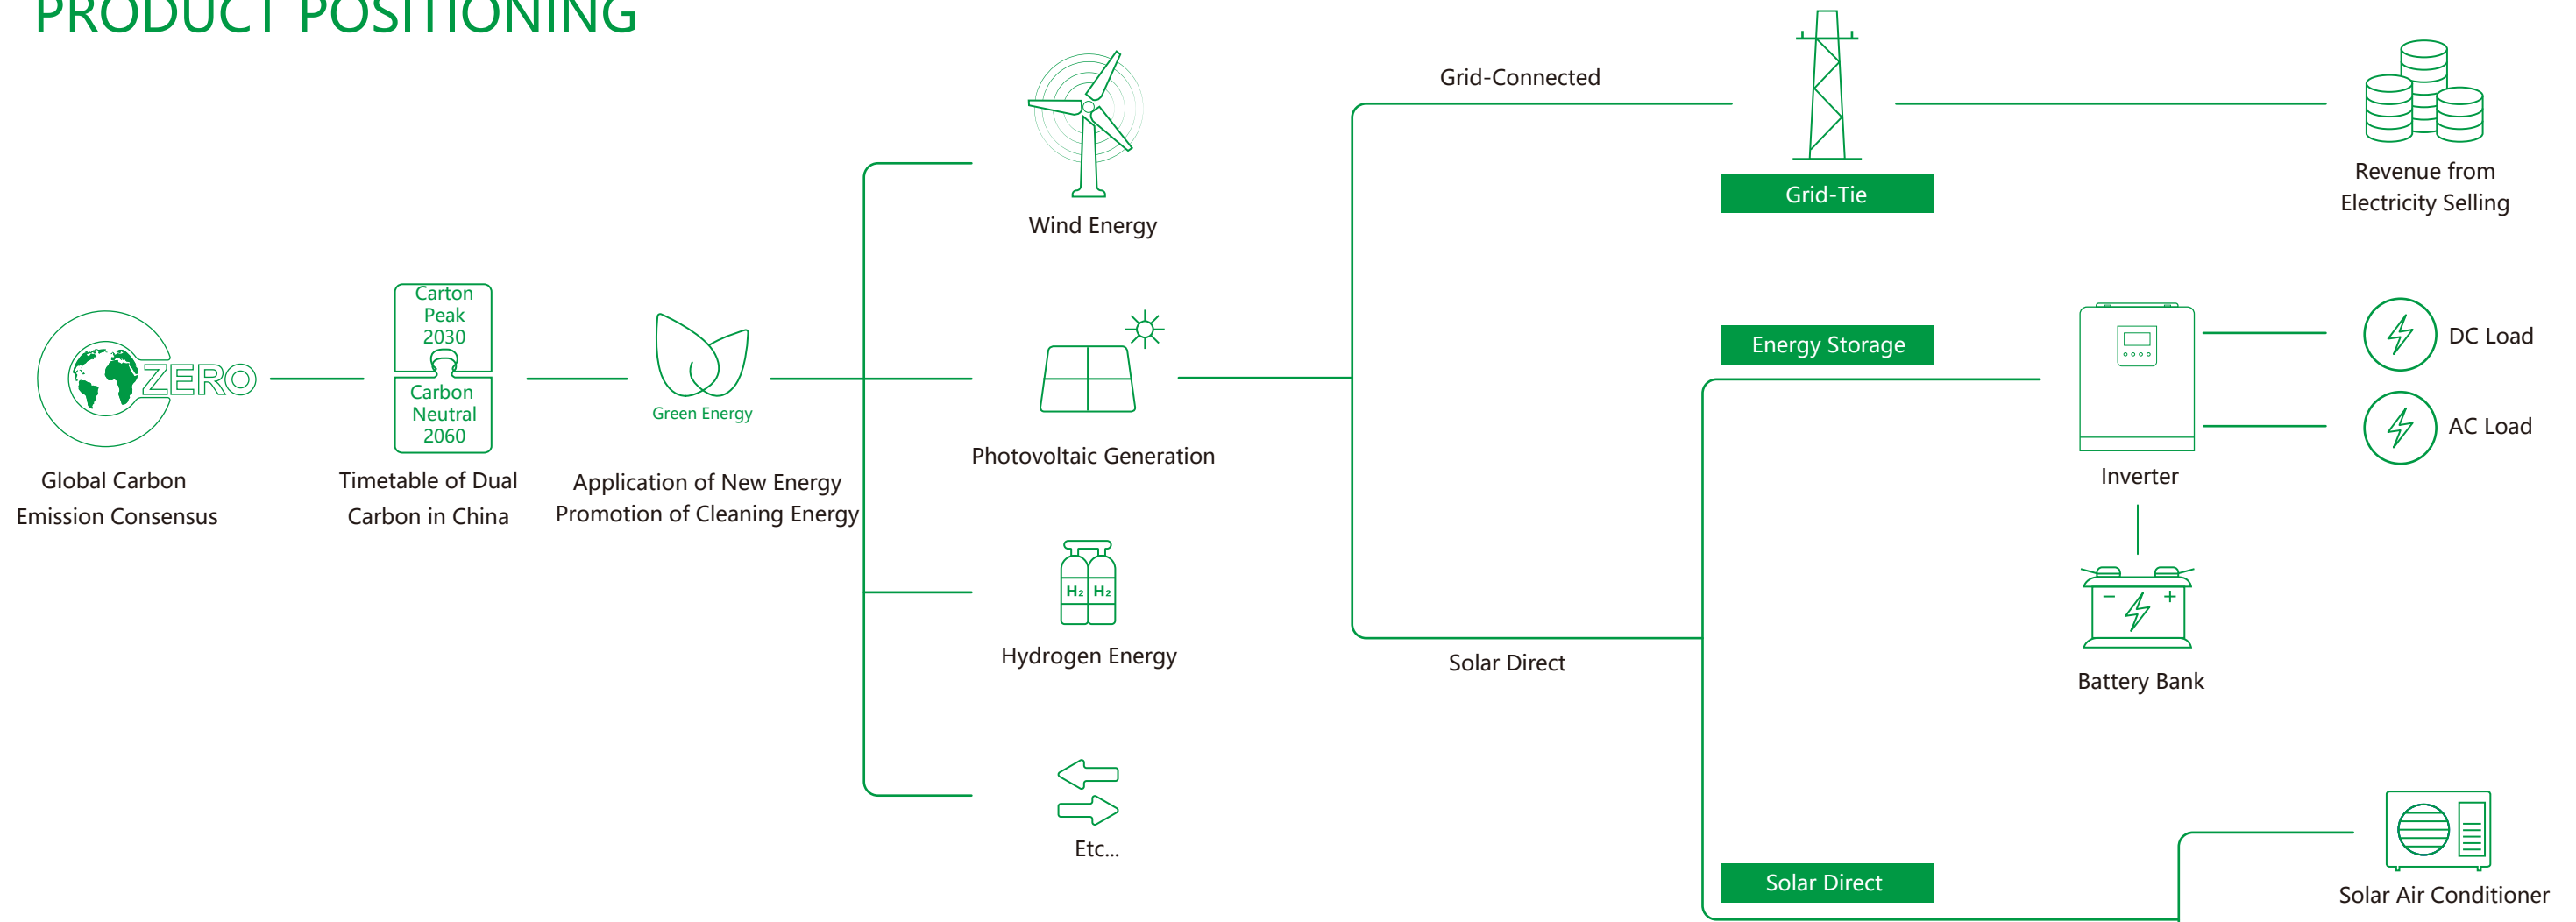 PRODUCT POSITIONING
ZERO
Global Carbon
Emission Consensus
Carton
Peak
2030
Carbon
Neutral
2060
Timetable of Dual
Carbon in China
Green Energy
Application of New Energy
Promotion of Cleaning Energy
Wind Energy
Photovoltaic Generation
H₂ H₂
Hydrogen Energy
Etc...
Grid-Connected
Grid-Tie
Revenue from
Electricity Selling
Solar Direct
Energy Storage
Inverter
DC Load
AC Load
Battery Bank
Solar Direct
Solar Air Conditioner